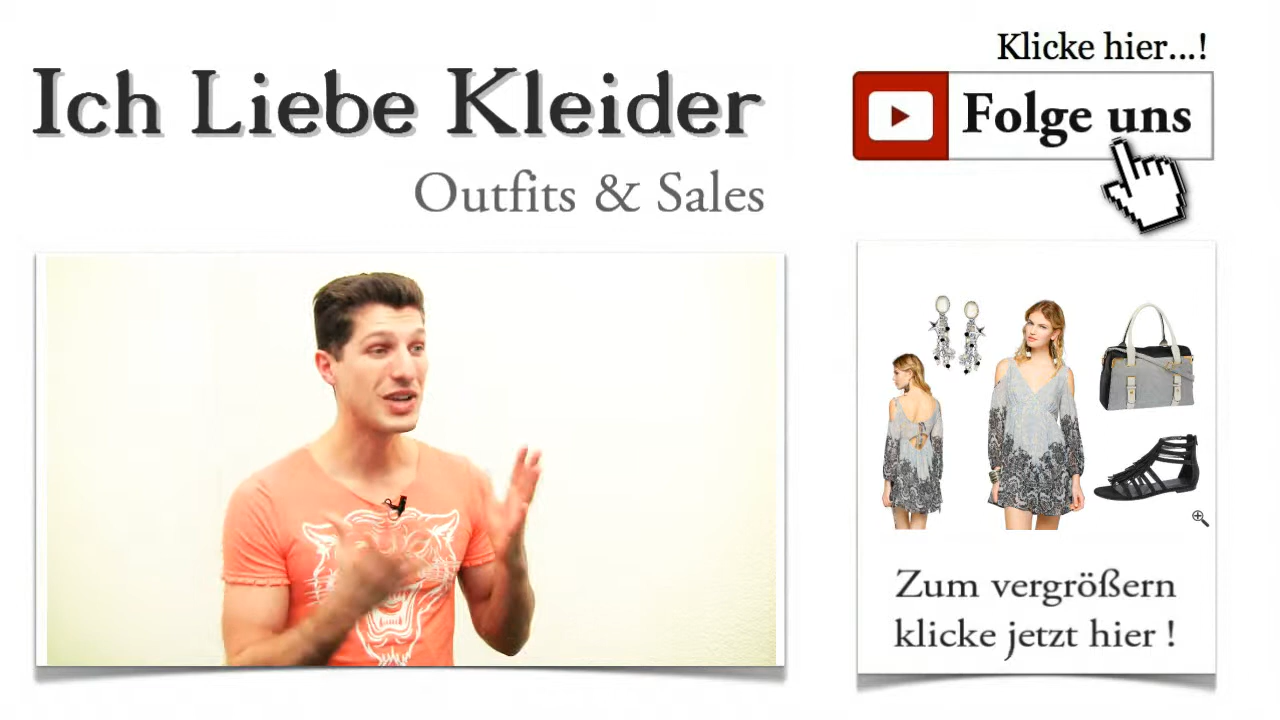 Ich Liebe Kleider
Outfits & Sales
Klicke hier...!
Folge uns
Zum vergrößern
klicke jetzt hier !